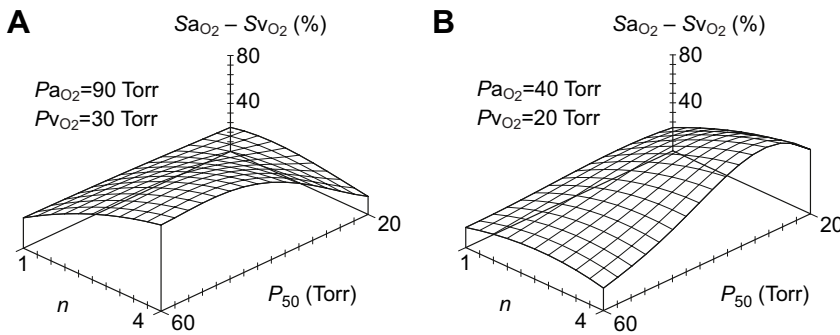 A
SaO2 – SvO2 (%)
80
40
PaO2=90 Torr
PvO2=30 Torr
1
n
4
60
P50 (Torr)
20
B
SaO2 – SvO2 (%)
80
40
PaO2=40 Torr
PvO2=20 Torr
1
n
4
60
P50 (Torr)
20